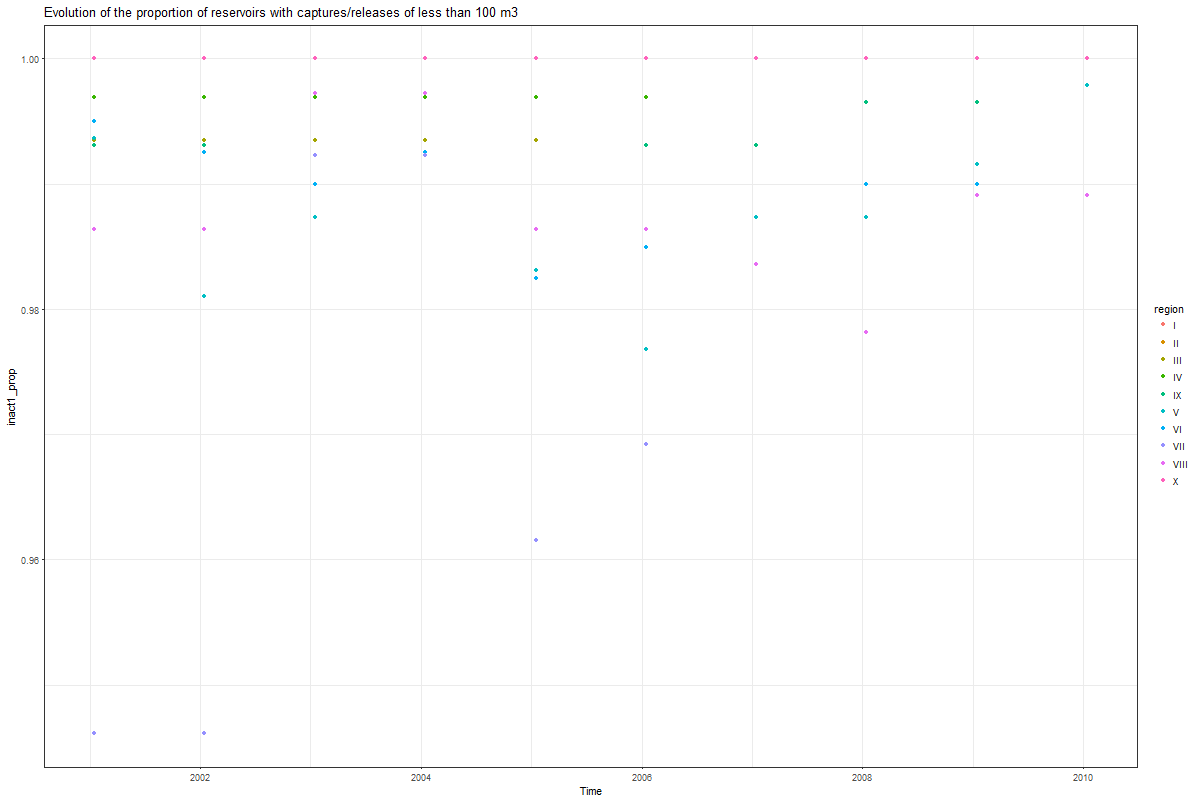 Evolution of the proportion of reservoirs with captures/releases of less than 100 m3
1.00
0.98
0.96
inact1_prop
2002
2004
2006
2008
2010
Time
region
I
II
III
IV
IX
V
VI
VII
VIII
X